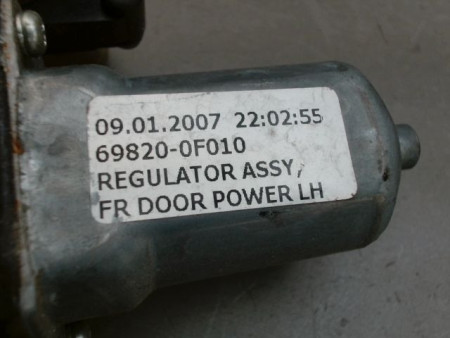 09.01.2007 22:02:55
69820-0F010
REGULATOR ASSY,
FR DOOR POWER LH